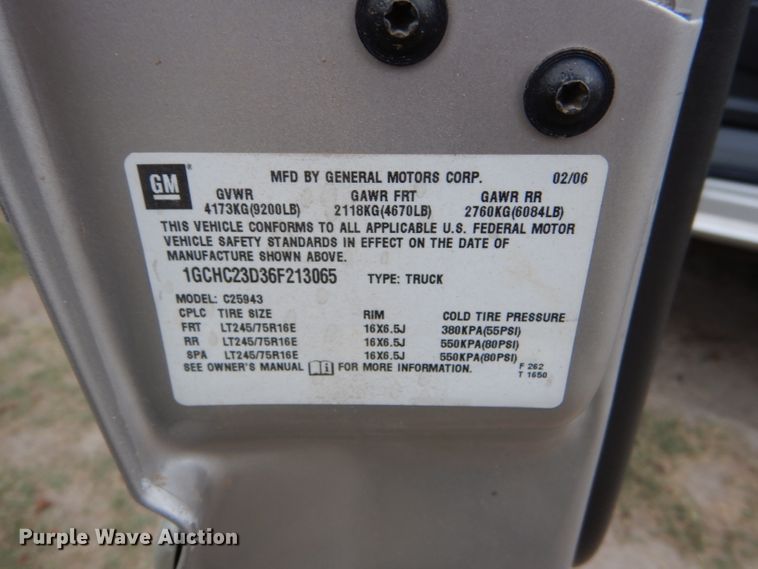 GM
MFD BY GENERAL MOTORS CORP. 02/06
GVWR GAWR FRT GAWR RR
4173KG(9200LB) 2118KG(4670LB) 2760KG(6084LB)
THIS VEHICLE CONFORMS TO ALL APPLICABLE U.S. FEDERAL MOTOR
VEHICLE SAFETY STANDARDS IN EFFECT ON THE DATE OF
MANUFACTURE SHOWN ABOVE.
1GCHC23D36F213065 TYPE: TRUCK
MODEL: C25943
CPLC TIRE SIZE RIM COLD TIRE PRESSURE
FRT LT245/75R16E 16X6.5J 380KPA(55PSI)
RR LT245/75R16E 16X6.5J 550KPA(80PSI)
SPA LT245/75R16E 16X6.5J 550KPA(80PSI)
SEE OWNER'S MANUAL FOR MORE INFORMATION.
F 262
T 1650
Purple Wave Auction